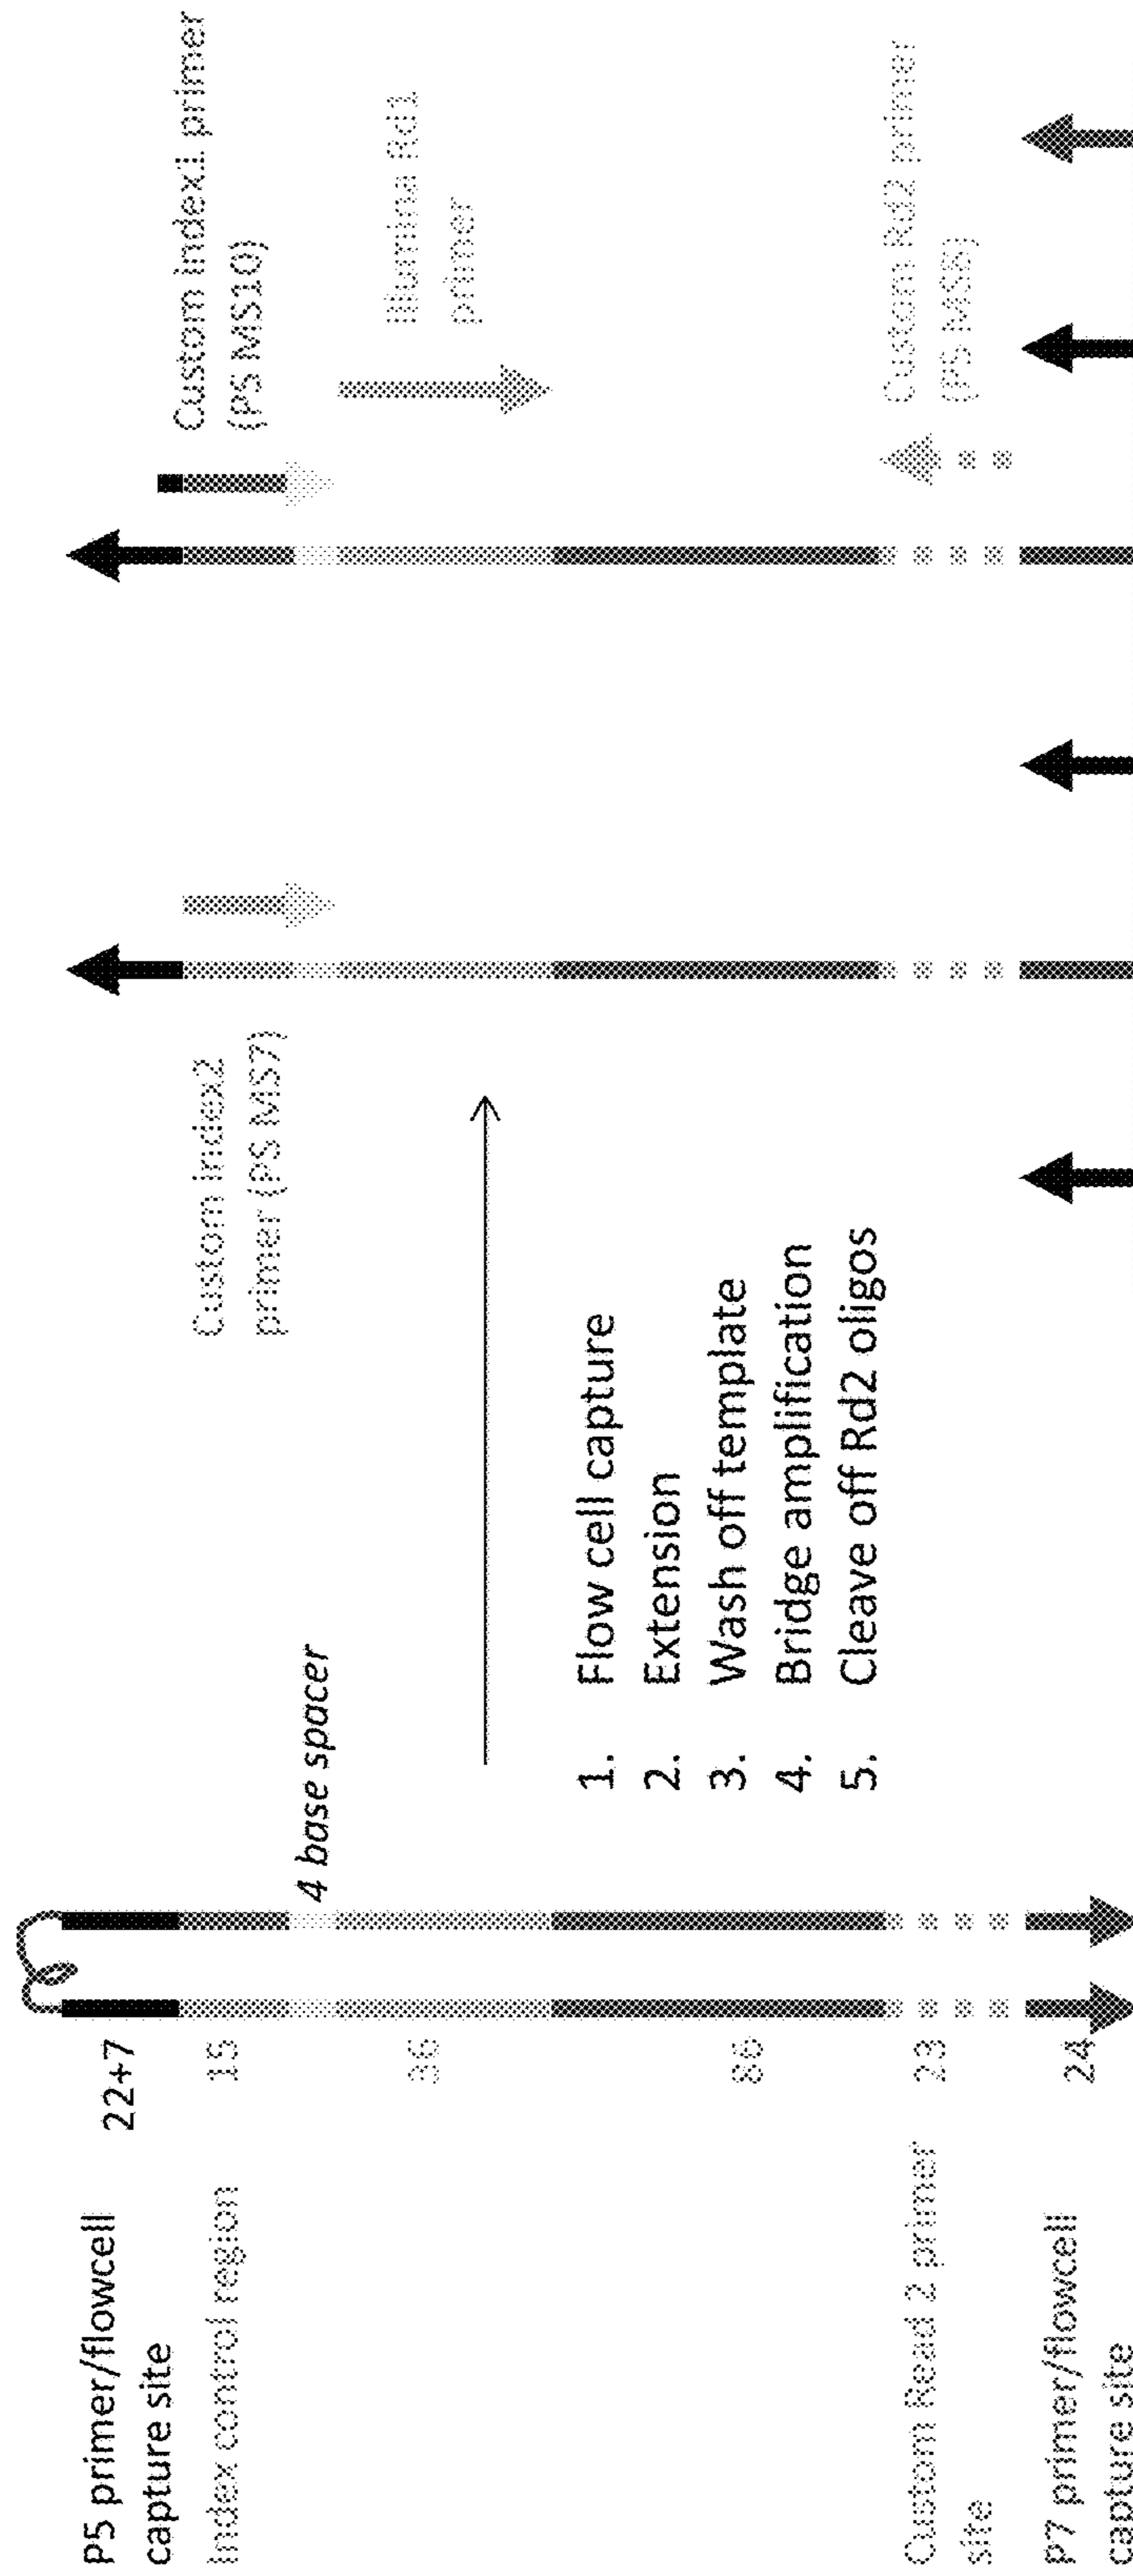 P5 primer/flowcell
capture site
Index control region
Custom Read 2 primer
site
P7 primer/flowcell
capture site
22+7
15
36
86
23
24
4 base spacer
1. Flow cell capture
2. Extension
3. Wash off template
4. Bridge amplification
5. Cleave off Rd2 oligos
Custom Index2
primer (PS MS7)
Custom Index1 primer
(PS MS10)
Illumina Rd1
primer
Custom Rd2 primer
(PS MS8)